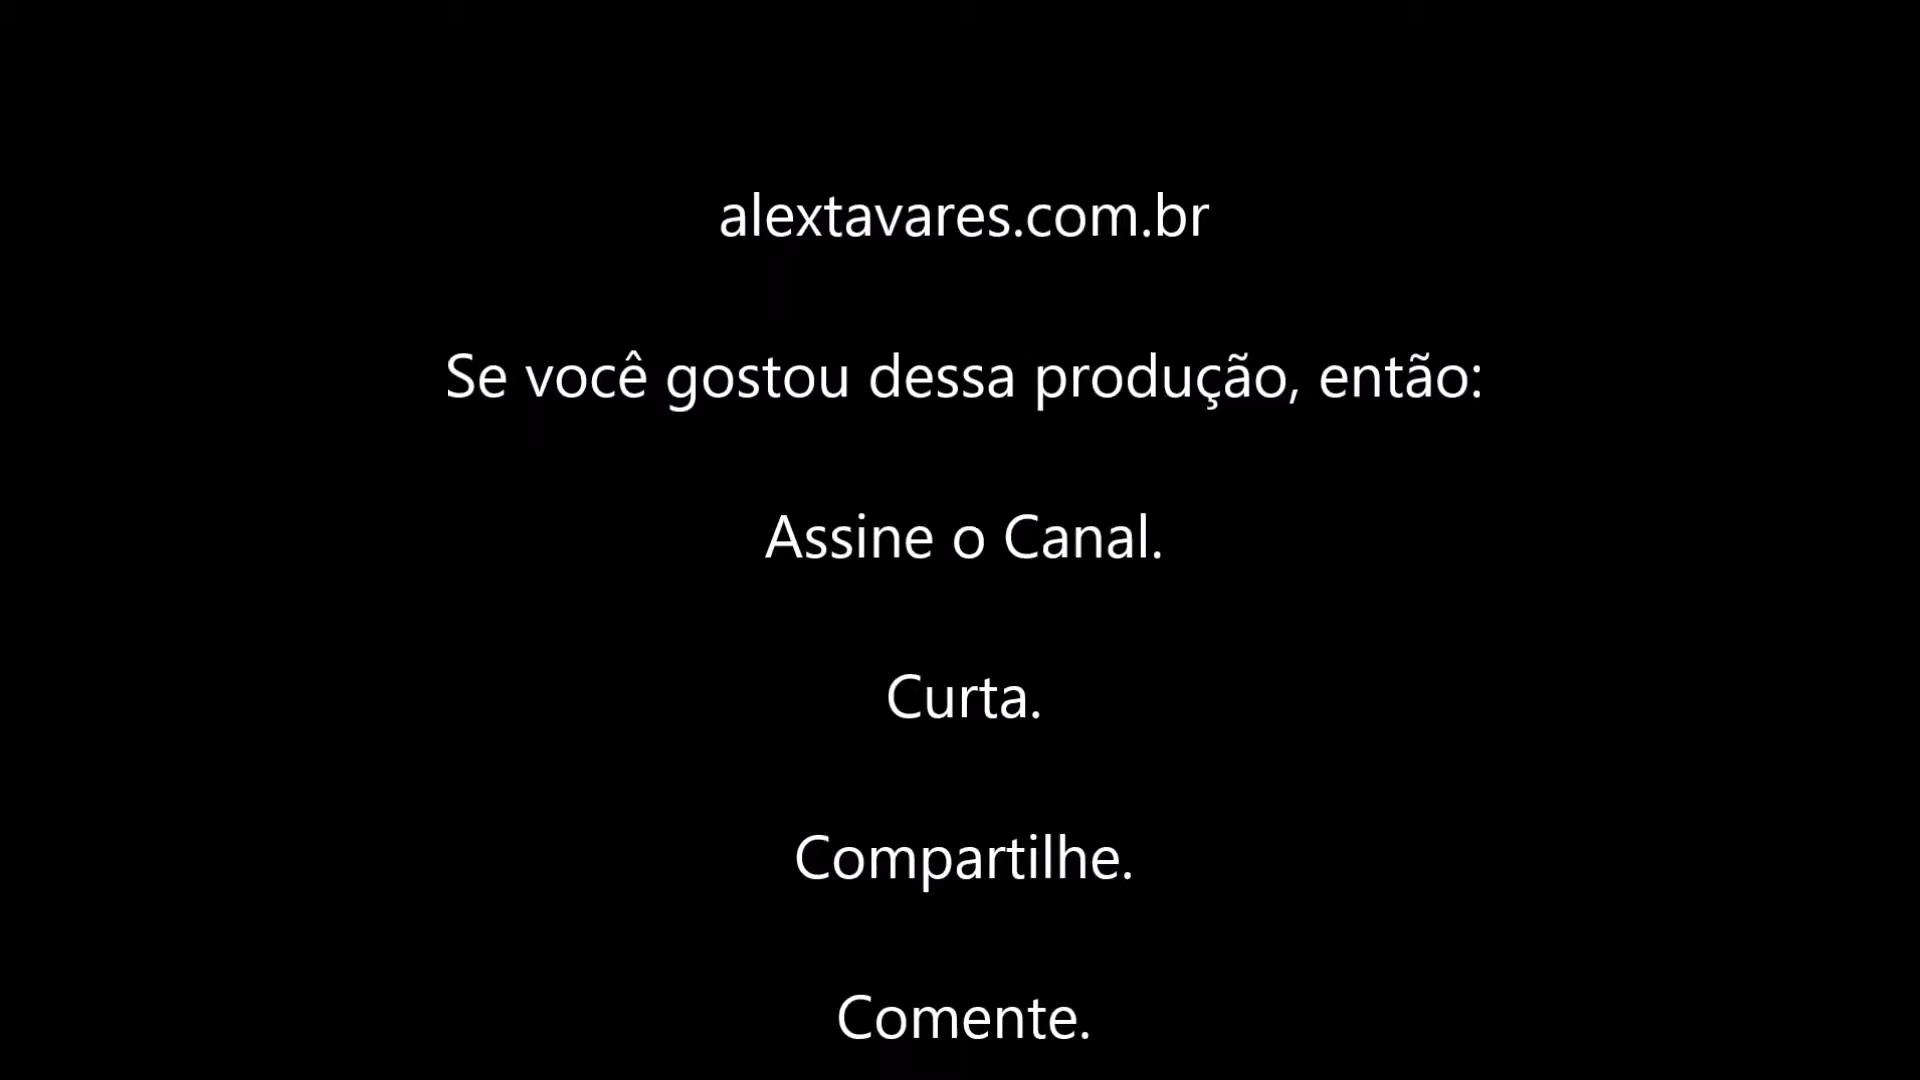 alextavares.com.br
Se você gostou dessa produção, então:
Assine o Canal.
Curta.
Compartilhe.
Comente.